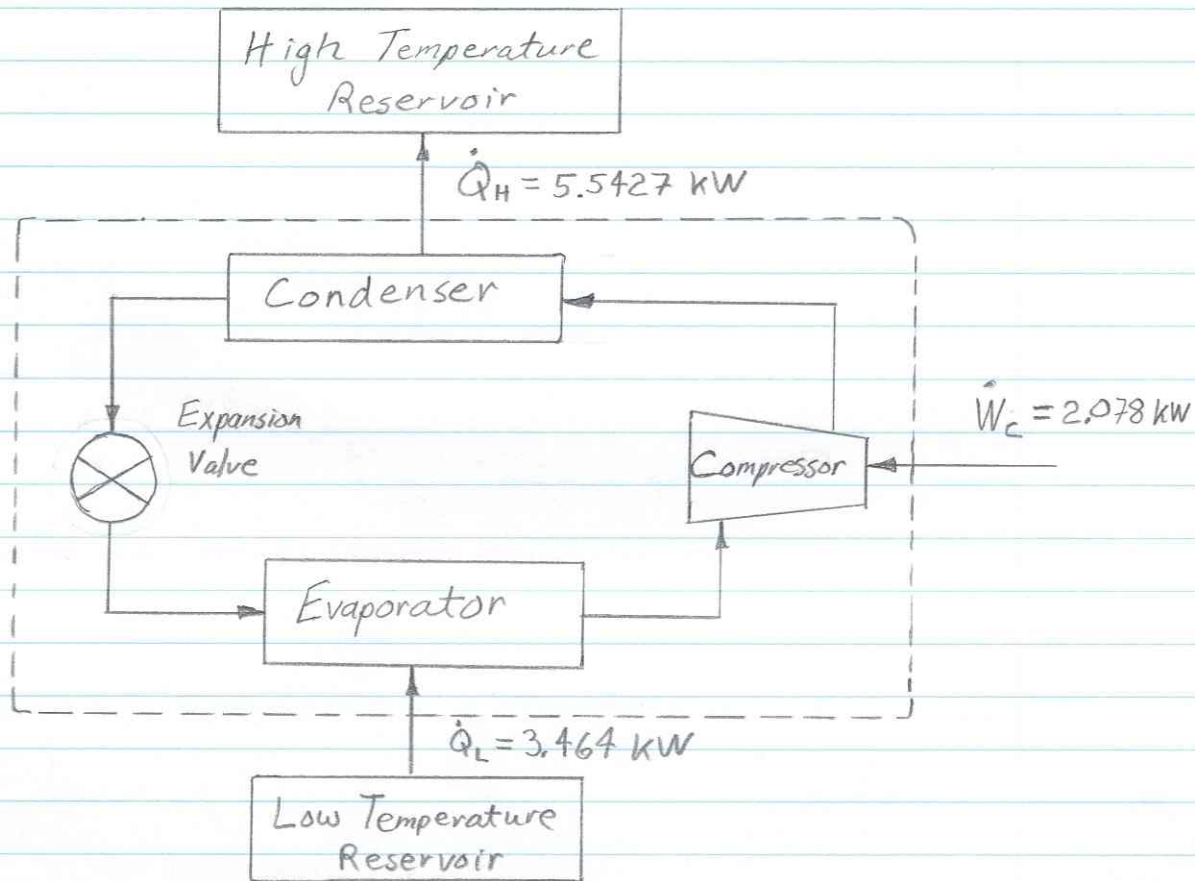 High Temperature
Reservoir
Q̇H = 5.5427 kW
Condenser
Expansion
Valve
ẆC = 2.078 kW
Compressor
Evaporator
Q̇L = 3.464 kW
Low Temperature
Reservoir